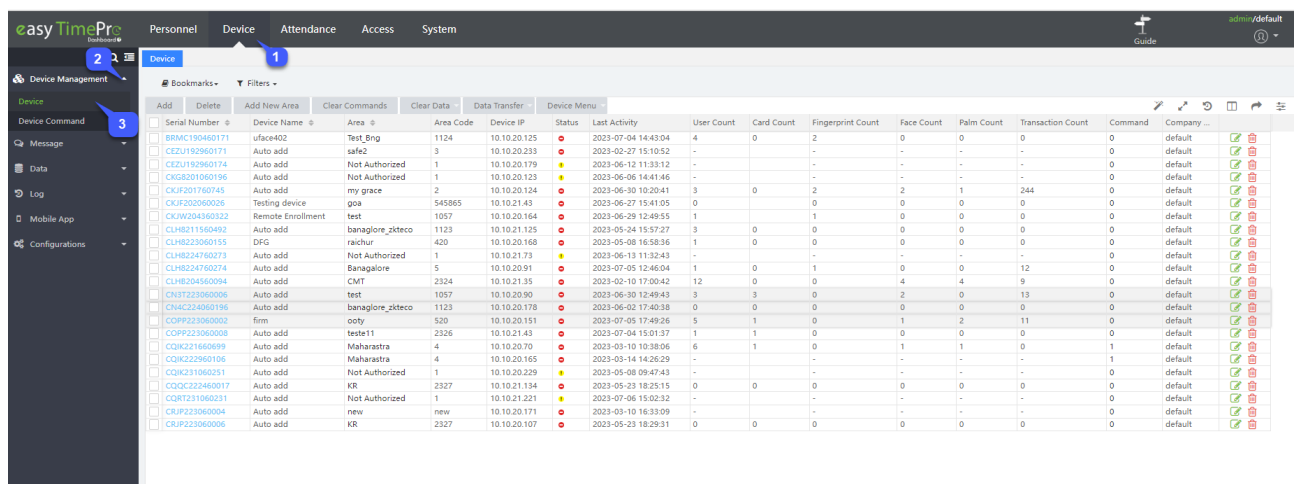 easy TimePro
Dashboard
Personnel Device Attendance Access System
Guide
admin/default
1
2
3
Device Management
Device
Device Command
Message
Data
Log
Mobile App
Configurations
Device
Bookmarks Filters
Add Delete Add New Area Clear Commands Clear Data Data Transfer Device Menu
Serial Number Device Name Area Area Code Device IP Status Last Activity User Count Card Count Fingerprint Count Face Count Palm Count Transaction Count Command Company ...
BRMC190460171 uface402 Test_Bng 1124 10.10.20.125 2023-07-04 14:43:04 4 0 2 0 0 0 0 default
CEZU192960171 Auto add safe2 3 10.10.20.233 2023-02-27 15:10:52 - - - - - 0 default
CEZU192960174 Auto add Not Authorized 1 10.10.20.179 2023-06-12 11:33:12 - - - - - 0 default
CKG8201060196 Auto add Not Authorized 1 10.10.20.123 2023-06-06 14:41:46 - - - - - 0 default
CKJF201760745 Auto add my grace 2 10.10.20.124 2023-06-30 10:20:41 3 0 2 2 1 244 0 default
CKJF202060026 Testing device goa 545865 10.10.21.43 2023-06-27 15:41:05 0 0 0 0 0 0 default
CKJW204360322 Remote Enrollment test 1057 10.10.20.164 2023-06-29 12:49:55 1 1 0 0 0 0 default
CLH8211560492 Auto add banaglore_zkteco 1123 10.10.21.125 2023-05-24 15:57:27 3 0 0 0 0 0 0 default
CLH8223060155 DFG raichur 420 10.10.20.168 2023-05-08 16:58:36 1 0 0 0 0 0 0 default
CLH8224760273 Auto add Not Authorized 1 10.10.21.73 2023-06-13 11:32:43 - - - - - 0 default
CLH8224760274 Auto add Banagalore 5 10.10.20.91 2023-07-05 12:46:04 1 0 1 0 0 12 0 default
CLHB204560094 Auto add CMT 2324 10.10.21.35 2023-02-10 17:00:42 12 0 0 4 4 9 0 default
CN3T223060006 Auto add test 1057 10.10.20.90 2023-06-30 12:49:43 3 3 0 2 0 13 0 default
CN4C224060196 Auto add banaglore_zkteco 1123 10.10.20.178 2023-06-02 17:40:38 0 0 0 0 0 0 0 default
COPP223060002 firm ooty 520 10.10.20.151 2023-07-05 17:49:26 5 1 0 1 2 11 0 default
COPP223060008 Auto add teste11 2326 10.10.21.43 2023-07-04 15:01:37 1 1 0 0 0 0 0 default
CQIK221660699 Auto add Maharastra 4 10.10.20.70 2023-03-10 10:38:06 6 1 0 1 1 0 1 default
CQIK222960106 Auto add Maharastra 4 10.10.20.165 2023-03-14 14:26:29 - - - - - 1 default
CQIK231060251 Auto add Not Authorized 1 10.10.20.229 2023-05-08 09:47:43 - - - - - 0 default
CQQC222460017 Auto add KR 2327 10.10.21.134 2023-05-23 18:25:15 0 0 0 0 0 0 0 default
CQRT231060231 Auto add Not Authorized 1 10.10.21.221 2023-07-06 15:02:32 - - - - - 0 default
CRJP223060004 Auto add new new 10.10.20.171 2023-03-10 16:33:09 - - - - - 0 default
CRJP223060006 Auto add KR 2327 10.10.20.107 2023-05-23 18:29:31 0 0 0 0 0 0 0 default